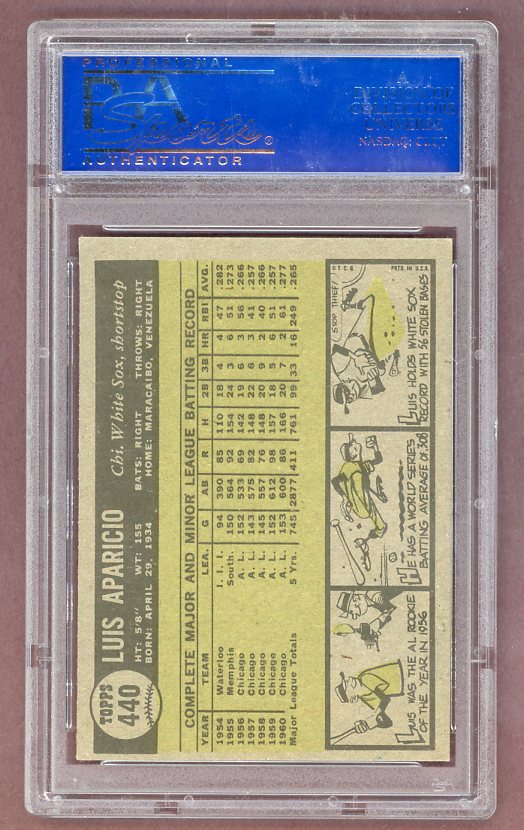 PROFESSIONAL
PSA
Sports®
AUTHENTICATOR
A
DIVISION OF
COLLECTORS
UNIVERSE
NASDAQ: CLCT
TOPPS
440
LUIS APARICIO Chi. White Sox, shortstop
HT: 5'8" WT: 155 BATS: RIGHT THROWS: RIGHT
BORN: APRIL 29, 1934 HOME: MARACAIBO, VENEZUELA
COMPLETE MAJOR AND MINOR LEAGUE BATTING RECORD
YEAR TEAM LEA. G AB R H 2B 3B HR RBI AVG.
1954 Waterloo I. I. I. 94 390 85 110 18 4 4 47 .282
1955 Memphis South. 150 564 92 154 24 3 6 51 .273
1956 Chicago A. L. 152 533 69 142 19 6 3 56 .266
1957 Chicago A. L. 143 575 82 148 22 6 3 41 .257
1958 Chicago A. L. 145 557 76 148 20 9 2 40 .266
1959 Chicago A. L. 152 612 98 157 18 5 6 51 .257
1960 Chicago A. L. 153 600 86 166 20 7 2 61 .277
Major League Totals 5 Yrs. 745 2877 411 761 99 33 16 249 .265
LUIS WAS THE AL ROOKIE
OF THE YEAR IN 1956
HE HAS A WORLD SERIES
BATTING AVERAGE OF .308
STOP THIEF!
© T. C. G. PRTD. IN U.S.A.
LUIS HOLDS WHITE SOX
RECORD WITH 56 STOLEN BASES